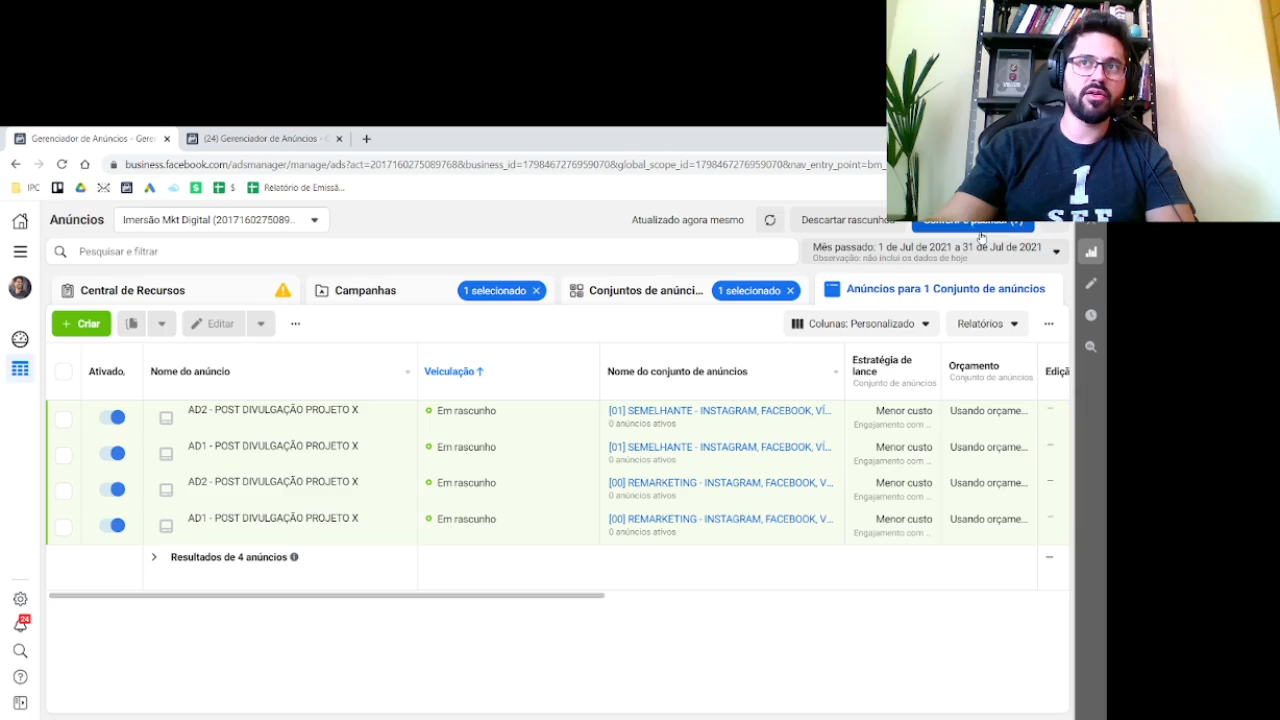 Gerenciador de Anúncios - Geren
(24) Gerenciador de Anúncios - C
business.facebook.com/adsmanager/manage/ads?act=2017160275089768&business_id=1798467276959070&global_scope_id=1798467276959070&nav_entry_point=bm_
IPC
$
Relatório de Emissã...
1
SEE
Anúncios
Imersão Mkt Digital (2017160275089...
Atualizado agora mesmo
Descartar rascunho
Pesquisar e filtrar
Mês passado: 1 de Jul de 2021 a 31 de Jul de 2021
Observação: não inclui os dados de hoje
Central de Recursos
Campanhas
1 selecionado
Conjuntos de anúnci...
1 selecionado
Anúncios para 1 Conjunto de anúncios
+ Criar
Editar
...
Colunas: Personalizado
Relatórios
...
Ativado,
Nome do anúncio
Veiculação
Nome do conjunto de anúncios
Estratégia de lance
Conjunto de anúncios
Orçamento
Conjunto de anúncios
Ediçã
AD2 - POST DIVULGAÇÃO PROJETO X
Em rascunho
[01] SEMELHANTE - INSTAGRAM, FACEBOOK, VÍ...
0 anúncios ativos
Menor custo
Engajamento com ...
Usando orçame...
AD1 - POST DIVULGAÇÃO PROJETO X
Em rascunho
[01] SEMELHANTE - INSTAGRAM, FACEBOOK, VÍ...
0 anúncios ativos
Menor custo
Engajamento com ...
Usando orçame...
AD2 - POST DIVULGAÇÃO PROJETO X
Em rascunho
[00] REMARKETING - INSTAGRAM, FACEBOOK, V...
0 anúncios ativos
Menor custo
Engajamento com ...
Usando orçame...
AD1 - POST DIVULGAÇÃO PROJETO X
Em rascunho
[00] REMARKETING - INSTAGRAM, FACEBOOK, V...
0 anúncios ativos
Menor custo
Engajamento com ...
Usando orçame...
Resultados de 4 anúncios
24